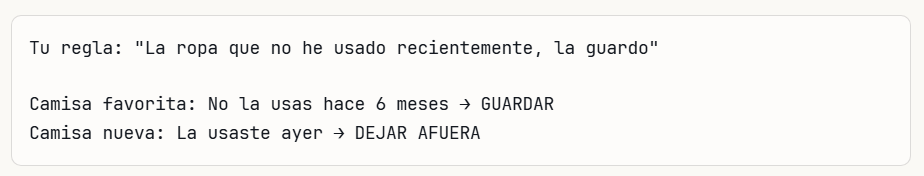 Tu regla: "La ropa que no he usado recientemente, la guardo"
Camisa favorita: No la usas hace 6 meses → GUARDAR
Camisa nueva: La usaste ayer → DEJAR AFUERA